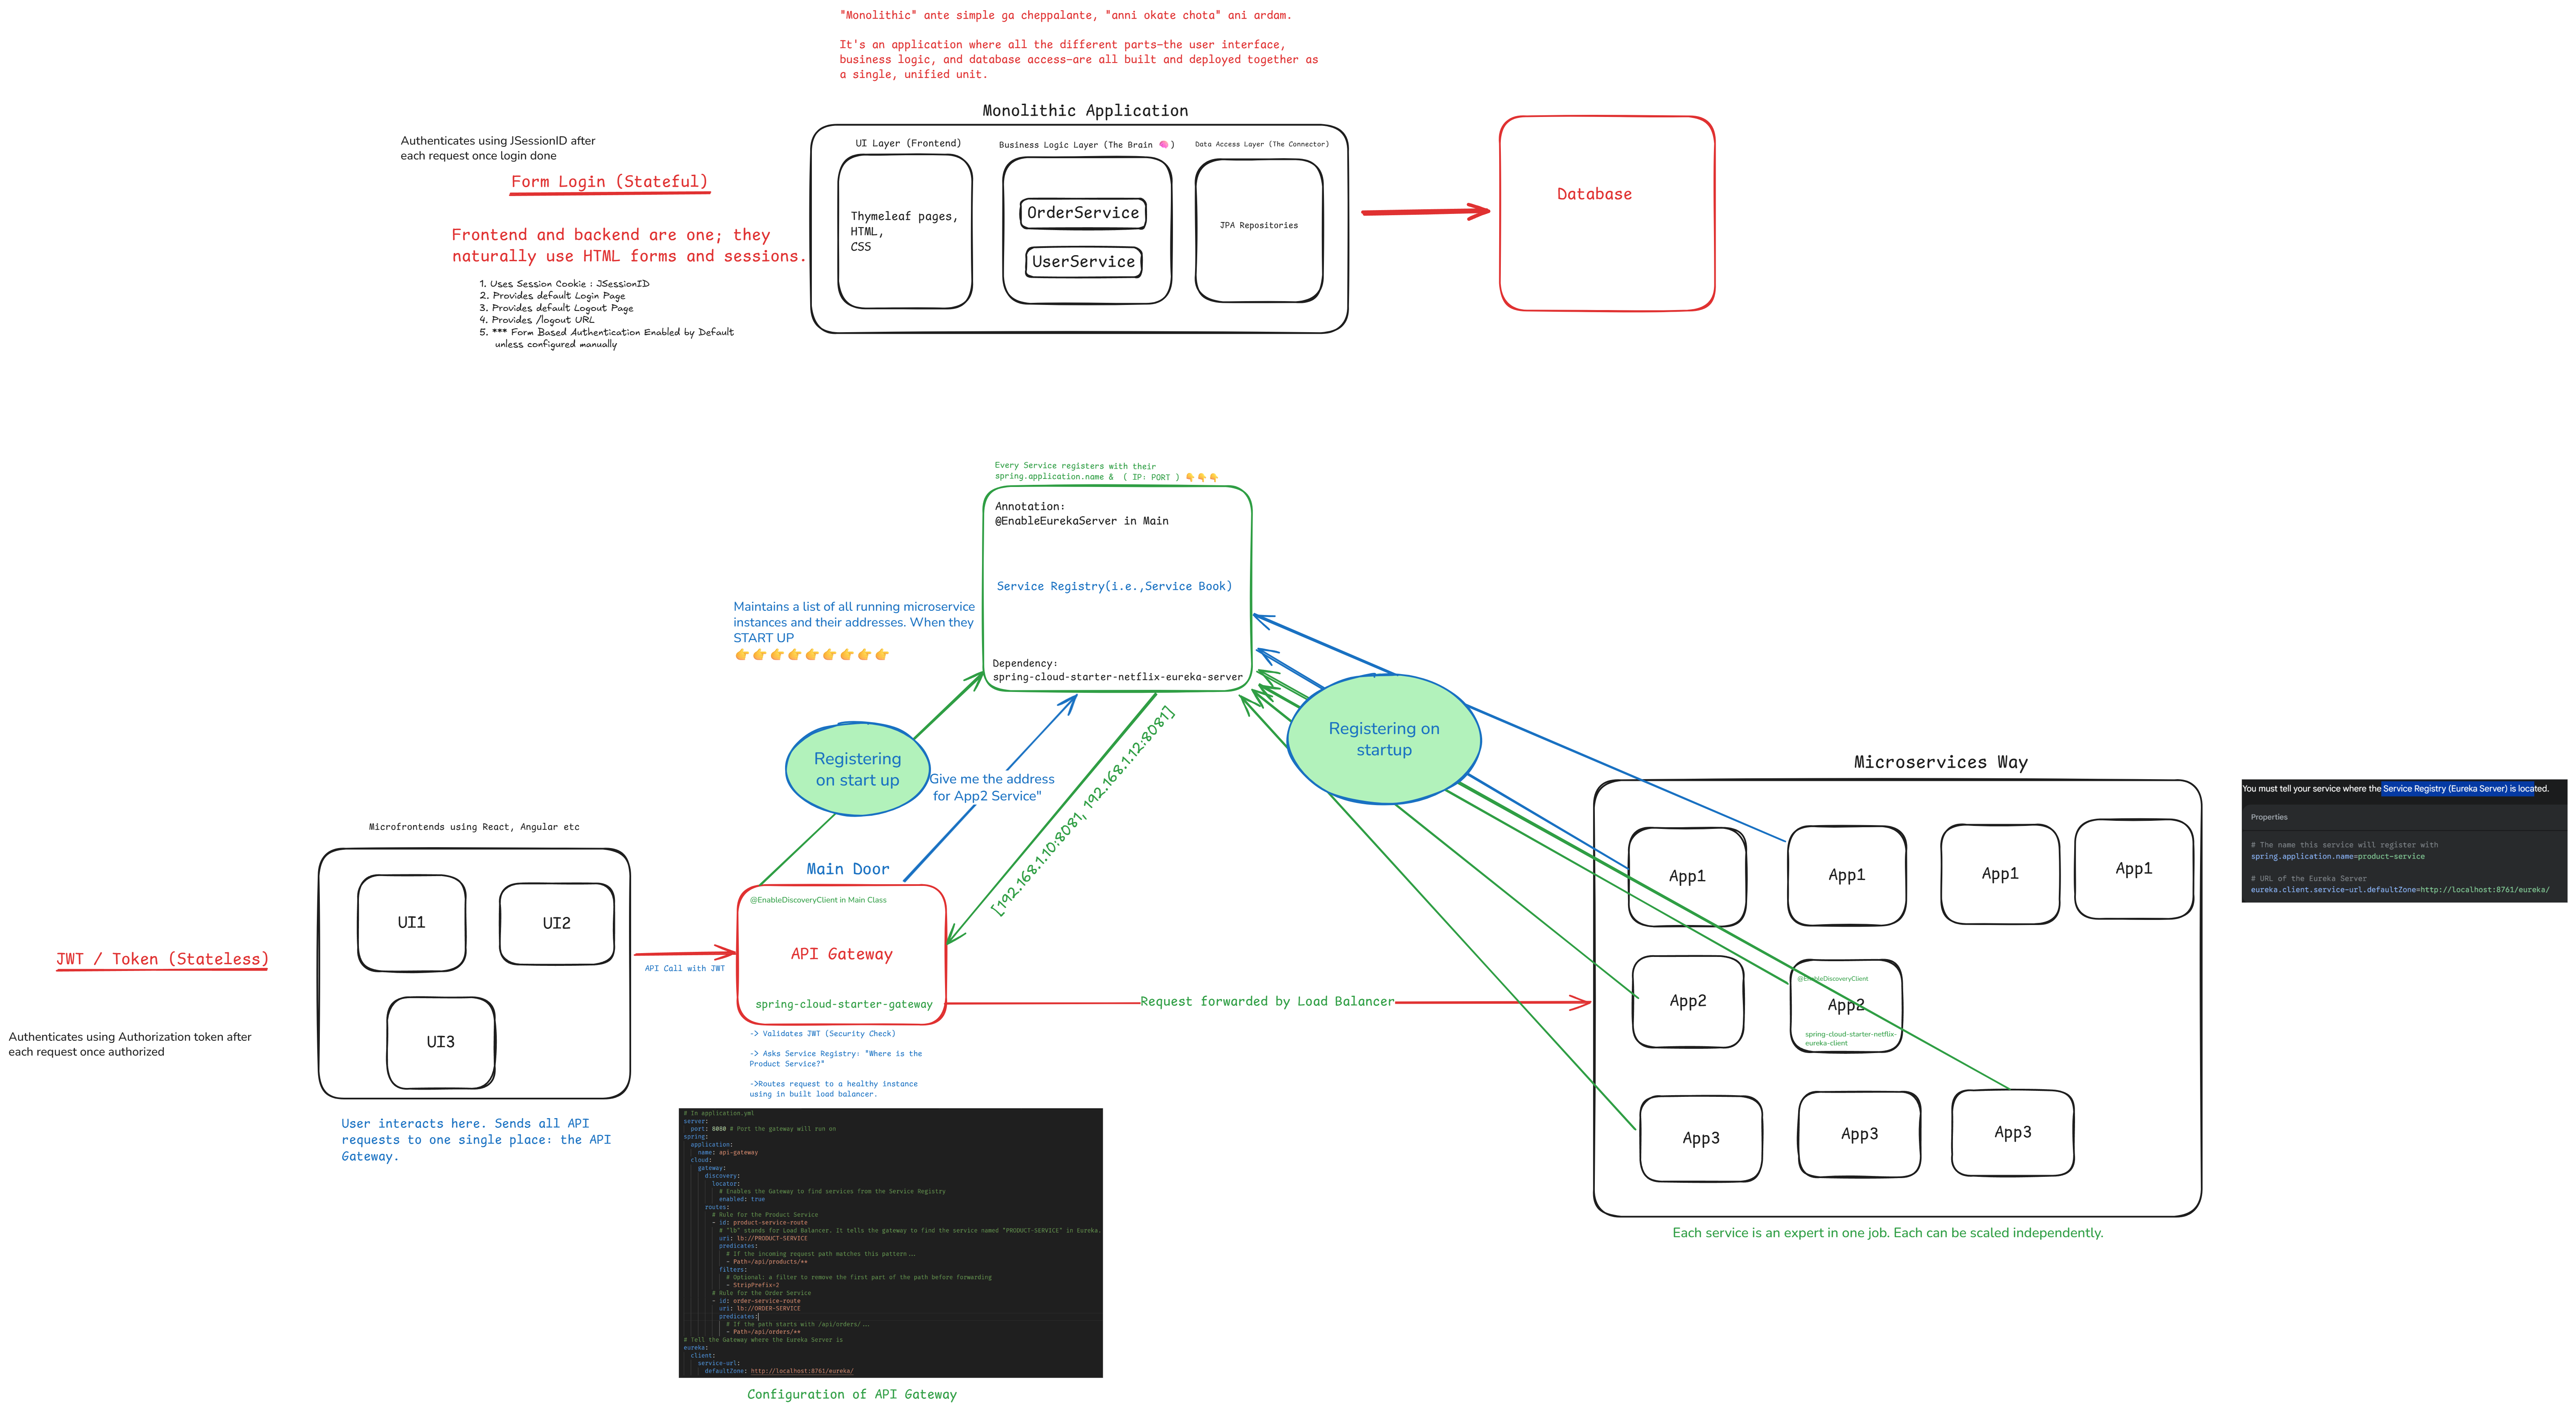 "Monolithic" ante simple ga cheppalante, "anni okate chota" ani ardam.
It's an application where all the different parts—the user interface,
business logic, and database access—are all built and deployed together as
a single, unified unit.
Monolithic Application
Authenticates using JSessionID after
each request once login done
Form Login (Stateful)
Frontend and backend are one; they
naturally use HTML forms and sessions.
1. Uses Session Cookie : JSessionID
2. Provides default Login Page
3. Provides default Logout Page
4. Provides /logout URL
5. *** Form Based Authentication Enabled by Default
unless configured manually
UI Layer (Frontend)
Thymeleaf pages,
HTML,
CSS
Business Logic Layer (The Brain 🧠)
OrderService
UserService
Data Access Layer (The Connector)
JPA Repositories
Database
Every Service registers with their
spring.application.name & ( IP: PORT ) 👇👇👇
Annotation:
@EnableEurekaServer in Main
Service Registry(i.e.,Service Book)
Dependency:
spring-cloud-starter-netflix-eureka-server
Maintains a list of all running microservice
instances and their addresses. When they
START UP
👉👉👉👉👉👉👉👉👉
Registering
on start up
Give me the address
for App2 Service"
[192.168.1.10:8081, 192.168.1.12:8081]
Registering on
startup
Microfrontends using React, Angular etc
UI1
UI2
UI3
JWT / Token (Stateless)
Authenticates using Authorization token after
each request once authorized
User interacts here. Sends all API
requests to one single place: the API
Gateway.
API Call with JWT
Main Door
@EnableDiscoveryClient in Main Class
API Gateway
spring-cloud-starter-gateway
-> Validates JWT (Security Check)
-> Asks Service Registry: "Where is the
Product Service?"
->Routes request to a healthy instance
using in built load balancer.
Request forwarded by Load Balancer
# In application.yml
server:
port: 8080 # Port the gateway will run on
spring:
application:
name: api-gateway
cloud:
gateway:
discovery:
locator:
# Enables the Gateway to find services from the Service Registry
enabled: true
routes:
# Rule for the Product Service
- id: product-service-route
# "lb" stands for Load Balancer. It tells the gateway to find the service named "PRODUCT-SERVICE" in Eureka.
uri: lb://PRODUCT-SERVICE
predicates:
# If the incoming request path matches this pattern...
- Path=/api/products/**
filters:
# Optional: a filter to remove the first part of the path before forwarding
- StripPrefix=2
# Rule for the Order Service
- id: order-service-route
uri: lb://ORDER-SERVICE
predicates:
# If the path starts with /api/orders/...
- Path=/api/orders/**
# Tell the Gateway where the Eureka Server is
eureka:
client:
service-url:
defaultZone: http://localhost:8761/eureka/
Configuration of API Gateway
Microservices Way
App1
App1
App1
App1
App2
@EnableDiscoveryClient
App2
spring-cloud-starter-netflix-
eureka-client
App3
App3
App3
Each service is an expert in one job. Each can be scaled independently.
You must tell your service where the Service Registry (Eureka Server) is located.
Properties
# The name this service will register with
spring.application.name=product-service
# URL of the Eureka Server
eureka.client.service-url.defaultZone=http://localhost:8761/eureka/